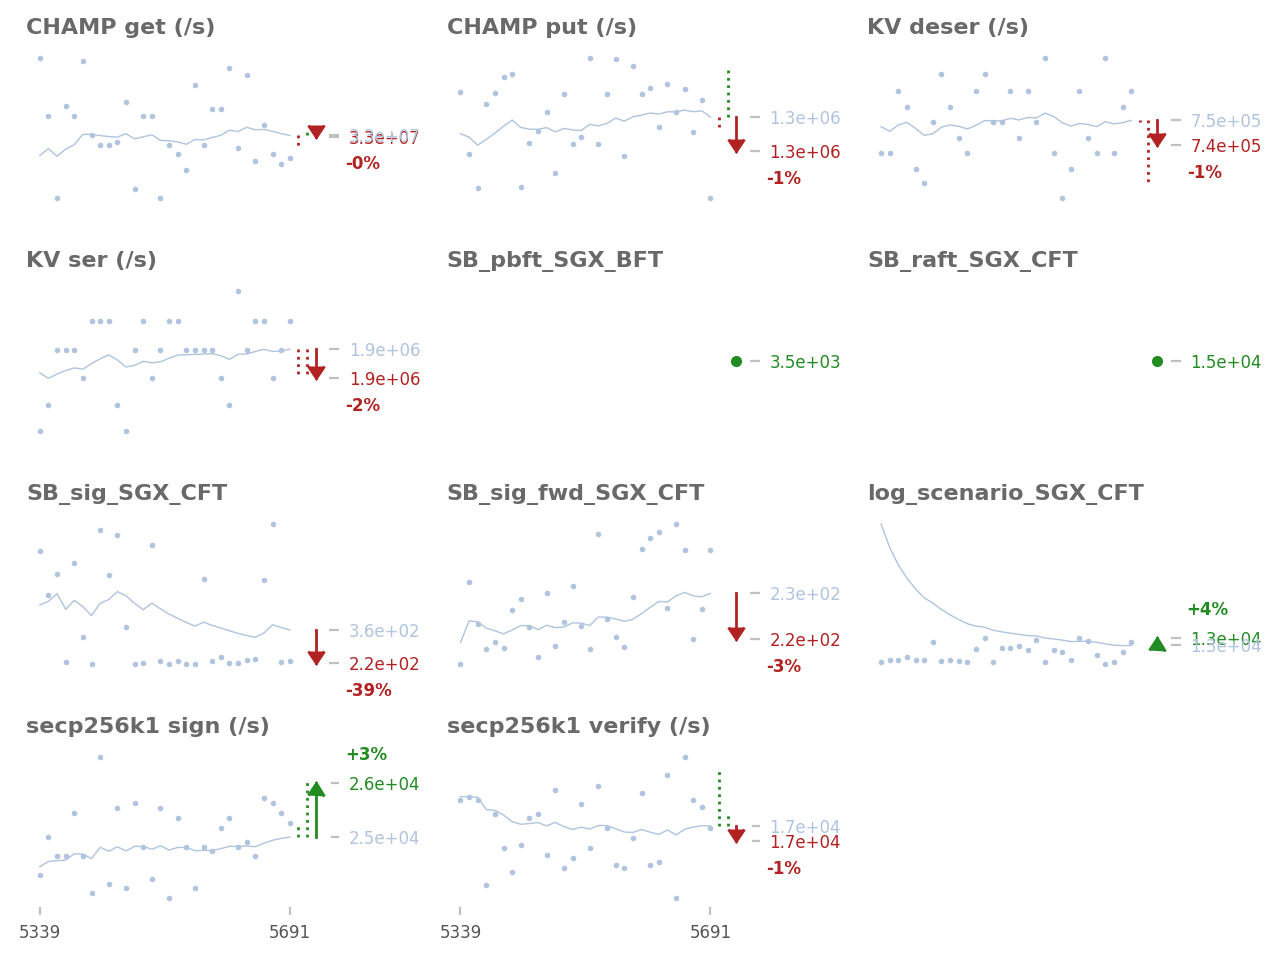 CHAMP get (/s)
CHAMP put (/s)
KV deser (/s)
3.3e+07
-0%
1.3e+06
1.3e+06
-1%
7.5e+05
7.4e+05
-1%
KV ser (/s)
SB_pbft_SGX_BFT
SB_raft_SGX_CFT
1.9e+06
1.9e+06
-2%
3.5e+03
1.5e+04
SB_sig_SGX_CFT
SB_sig_fwd_SGX_CFT
log_scenario_SGX_CFT
3.6e+02
2.2e+02
-39%
2.3e+02
2.2e+02
-3%
+4%
1.3e+04
secp256k1 sign (/s)
secp256k1 verify (/s)
+3%
2.6e+04
2.5e+04
1.7e+04
1.7e+04
-1%
5339
5691
5339
5691